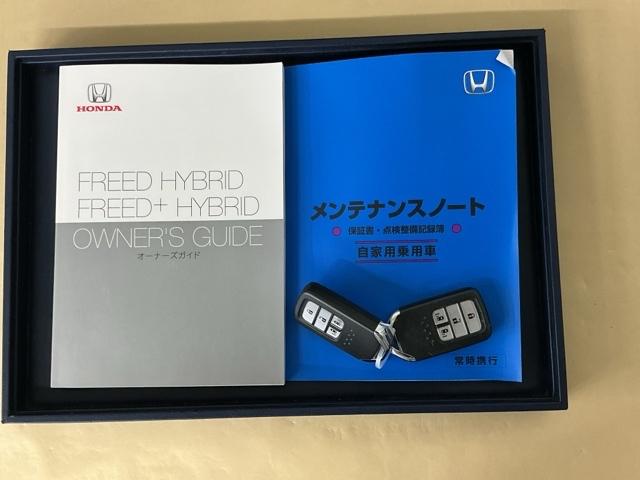 HONDA
FREED HYBRID
FREED+ HYBRID
OWNER'S GUIDE
オーナーズガイド
メンテナンスノート
保証書・点検整備記録簿
自家用乗用車
常時携行